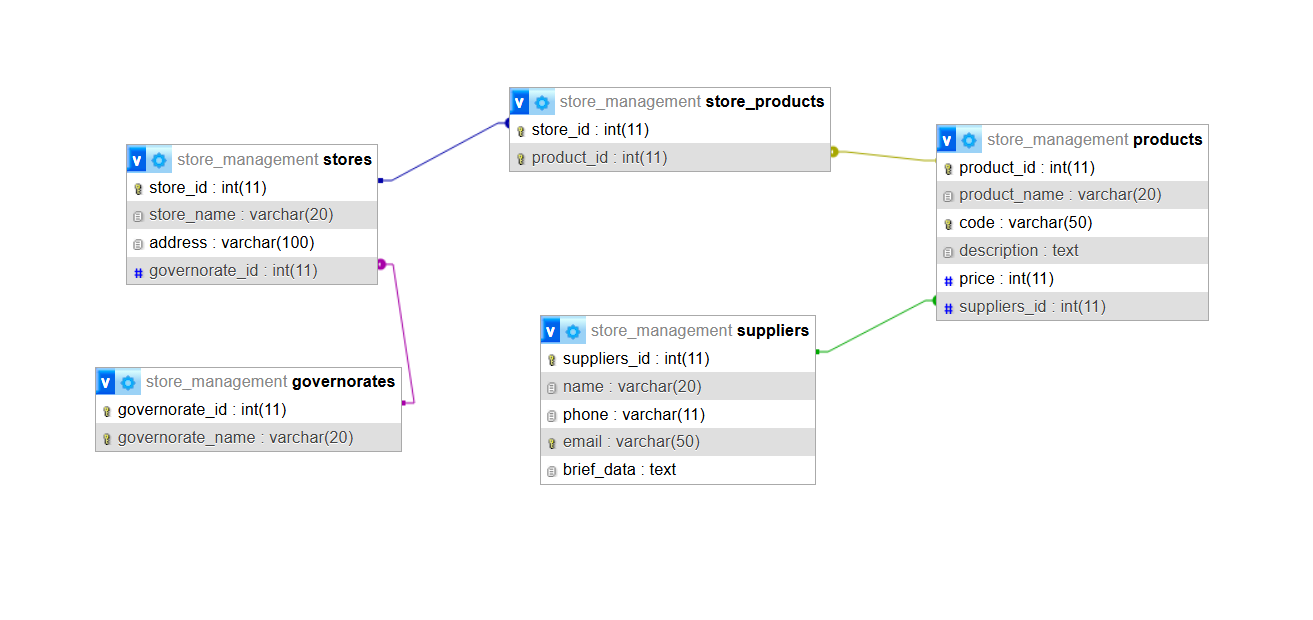 v store_management store_products
store_id : int(11)
product_id : int(11)
v store_management products
product_id : int(11)
product_name : varchar(20)
code : varchar(50)
description : text
# price : int(11)
# suppliers_id : int(11)
v store_management stores
store_id : int(11)
store_name : varchar(20)
address : varchar(100)
# governorate_id : int(11)
v store_management suppliers
suppliers_id : int(11)
name : varchar(20)
phone : varchar(11)
email : varchar(50)
brief_data : text
v store_management governorates
governorate_id : int(11)
governorate_name : varchar(20)